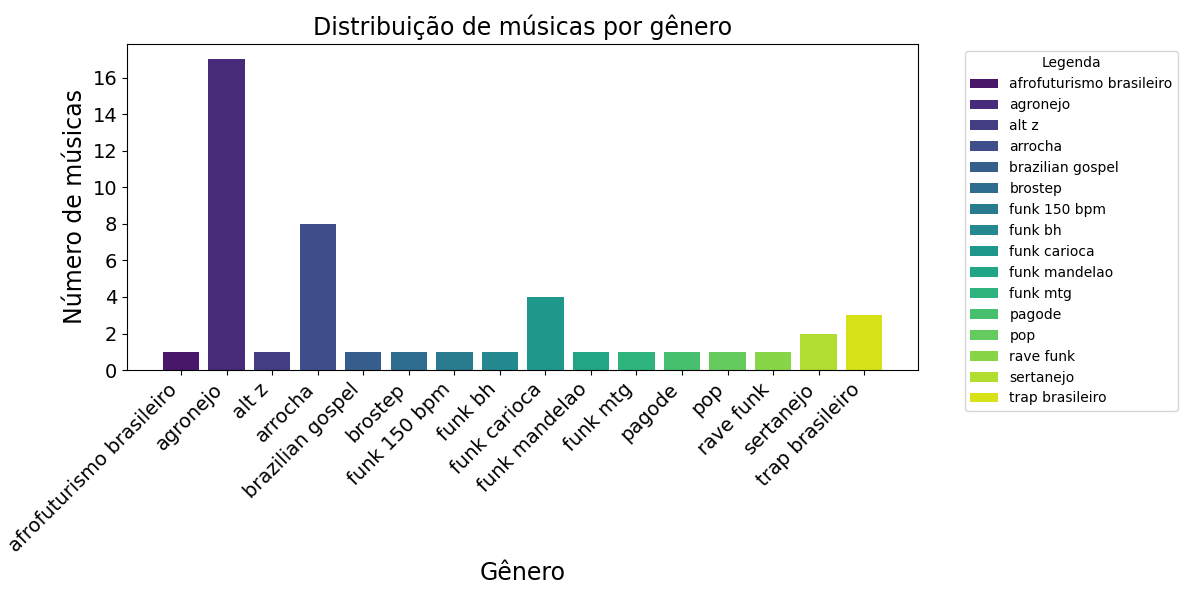 Distribuição de músicas por gênero
Número de músicas
16
14
12
10
8
6
4
2
0
afrofuturismo brasileiro
agronejo
alt z
arrocha
brazilian gospel
brostep
funk 150 bpm
funk bh
funk carioca
funk mandelao
funk mtg
pagode
pop
rave funk
sertanejo
trap brasileiro
Gênero
Legenda
afrofuturismo brasileiro
agronejo
alt z
arrocha
brazilian gospel
brostep
funk 150 bpm
funk bh
funk carioca
funk mandelao
funk mtg
pagode
pop
rave funk
sertanejo
trap brasileiro